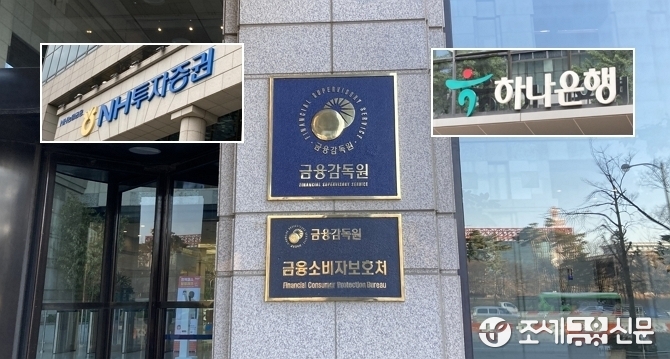 NH투자증권
하나은행
FINANCIAL SUPERVISORY SERVICE
금융감독원
금융감독원
FINANCIAL SUPERVISORY SERVICE
금융감독원
금융소비자보호처
Financial Consumer Protection Bureau
조세금융신문